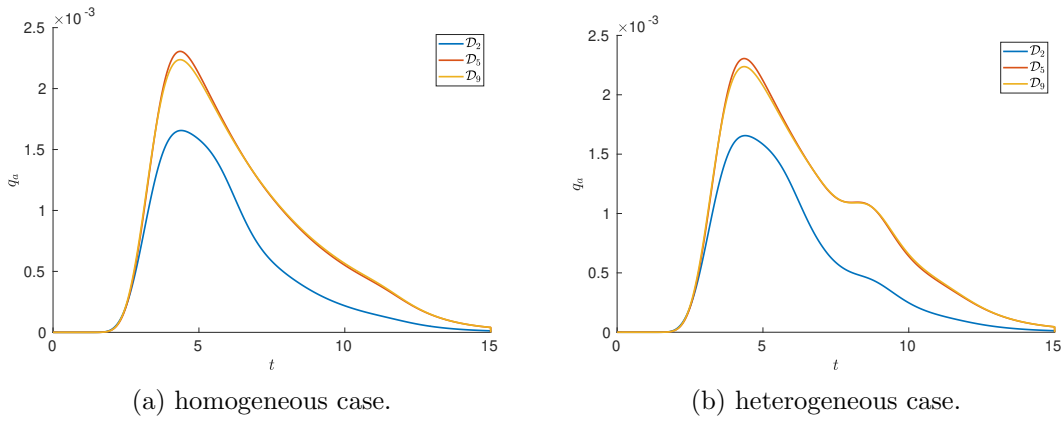 ×10⁻³
2.5
2
1.5
1
0.5
0
0 5 10 15
q_a
t
𝒟₂
𝒟₅
𝒟₉
(a) homogeneous case.
×10⁻³
2.5
2
1.5
1
0.5
0
0 5 10 15
q_a
t
𝒟₂
𝒟₅
𝒟₉
(b) heterogeneous case.